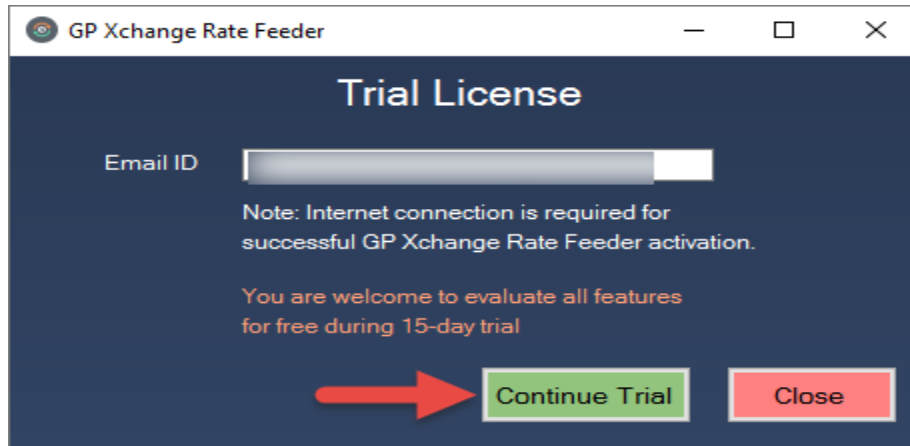 GP Xchange Rate Feeder
Trial License
Email ID
Note: Internet connection is required for
successful GP Xchange Rate Feeder activation.
You are welcome to evaluate all features
for free during 15-day trial
Continue Trial
Close